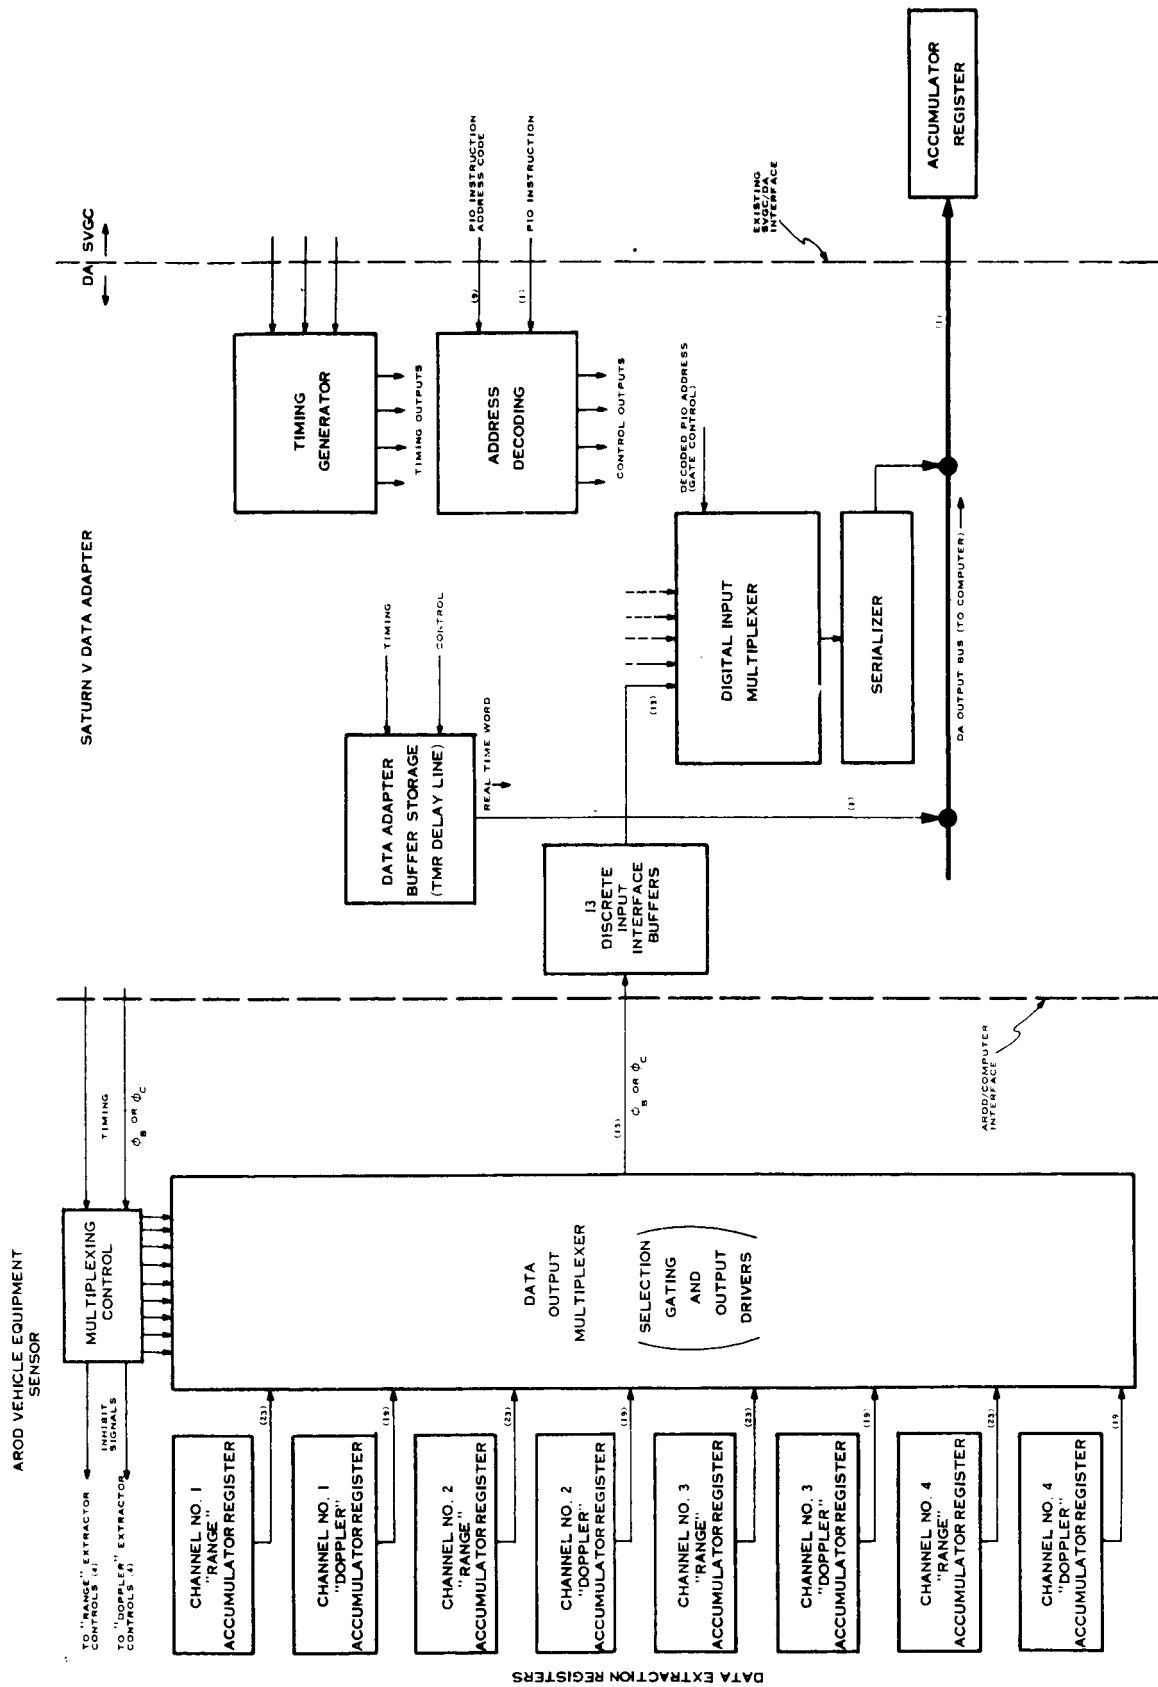 AROD VEHICLE EQUIPMENT
SENSOR
SATURN V DATA ADAPTER
DA
SVGC
TO "RANGE" EXTRACTOR
CONTROLS (4)
TO "DOPPLER" EXTRACTOR
CONTROLS (4)
INHIBIT
SIGNALS
MULTIPLEXING
CONTROL
TIMING
ϕB OR ϕC
DATA EXTRACTION REGISTERS
CHANNEL NO. 1
"RANGE"
ACCUMULATOR REGISTER
(23)
CHANNEL NO. 1
"DOPPLER"
ACCUMULATOR REGISTER
(19)
CHANNEL NO. 2
"RANGE"
ACCUMULATOR REGISTER
(23)
CHANNEL NO. 2
"DOPPLER"
ACCUMULATOR REGISTER
(19)
CHANNEL NO. 3
"RANGE"
ACCUMULATOR REGISTER
(23)
CHANNEL NO. 3
"DOPPLER"
ACCUMULATOR REGISTER
(19)
CHANNEL NO. 4
"RANGE"
ACCUMULATOR REGISTER
(23)
CHANNEL NO. 4
"DOPPLER"
ACCUMULATOR REGISTER
(19
DATA
OUTPUT
MULTIPLEXER
(SELECTION
GATING
AND
OUTPUT
DRIVERS)
(13)
ϕB OR ϕC
AROD/COMPUTER
INTERFACE
13
DISCRETE
INPUT
INTERFACE
BUFFERS
DATA ADAPTER
BUFFER STORAGE
(TMR DELAY LINE)
TIMING
CONTROL
REAL TIME WORD
(13)
DIGITAL INPUT
MULTIPLEXER
DECODED PIO ADDRESS
(GATE CONTROL)
SERIALIZER
DA OUTPUT BUS (TO COMPUTER)
TIMING
GENERATOR
TIMING OUTPUTS
ADDRESS
DECODING
CONTROL OUTPUTS
(9)
PIO INSTRUCTION
ADDRESS CODE
(1)
PIO INSTRUCTION
EXISTING
SVGC/DA
INTERFACE
(1)
ACCUMULATOR
REGISTER